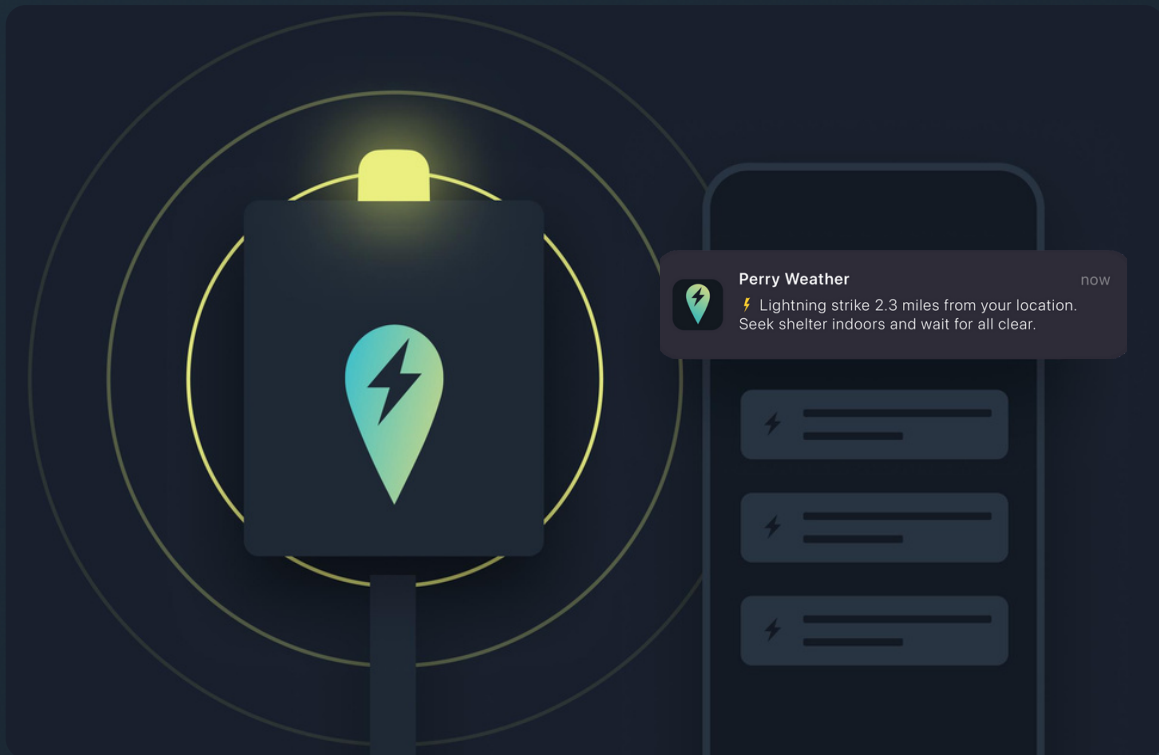 Perry Weather
now
⚡ Lightning strike 2.3 miles from your location.
Seek shelter indoors and wait for all clear.